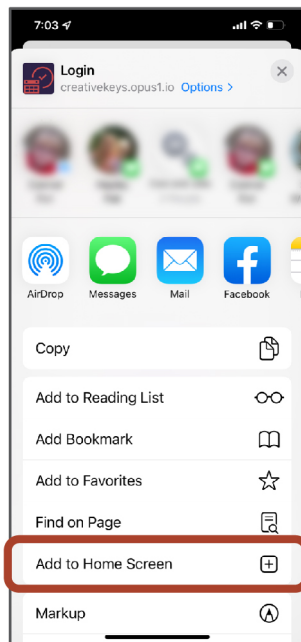 7:03
Login
creativekeys.opus1.io Options >
AirDrop
Messages
Mail
Facebook
Copy
Add to Reading List
Add Bookmark
Add to Favorites
Find on Page
Add to Home Screen
Markup